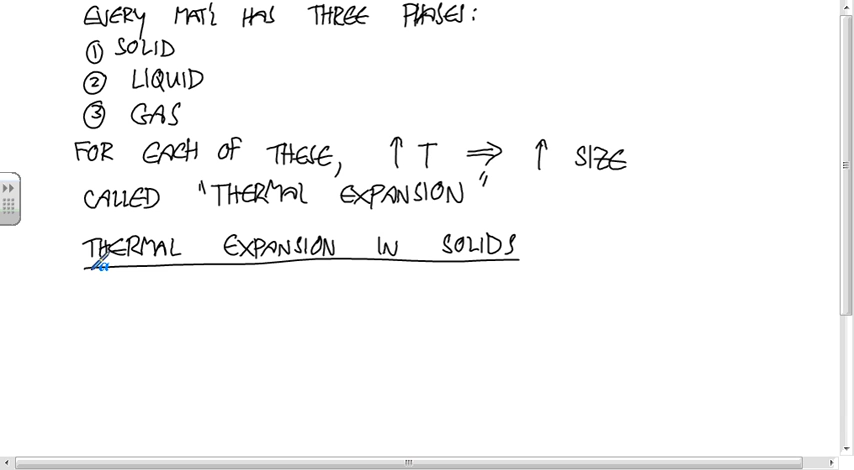 EVERY MAT'L HAS THREE PHASES:
① SOLID
② LIQUID
③ GAS
FOR EACH OF THESE, ↑ T ⇒ ↑ SIZE
CALLED "THERMAL EXPANSION"
THERMAL EXPANSION IN SOLIDS